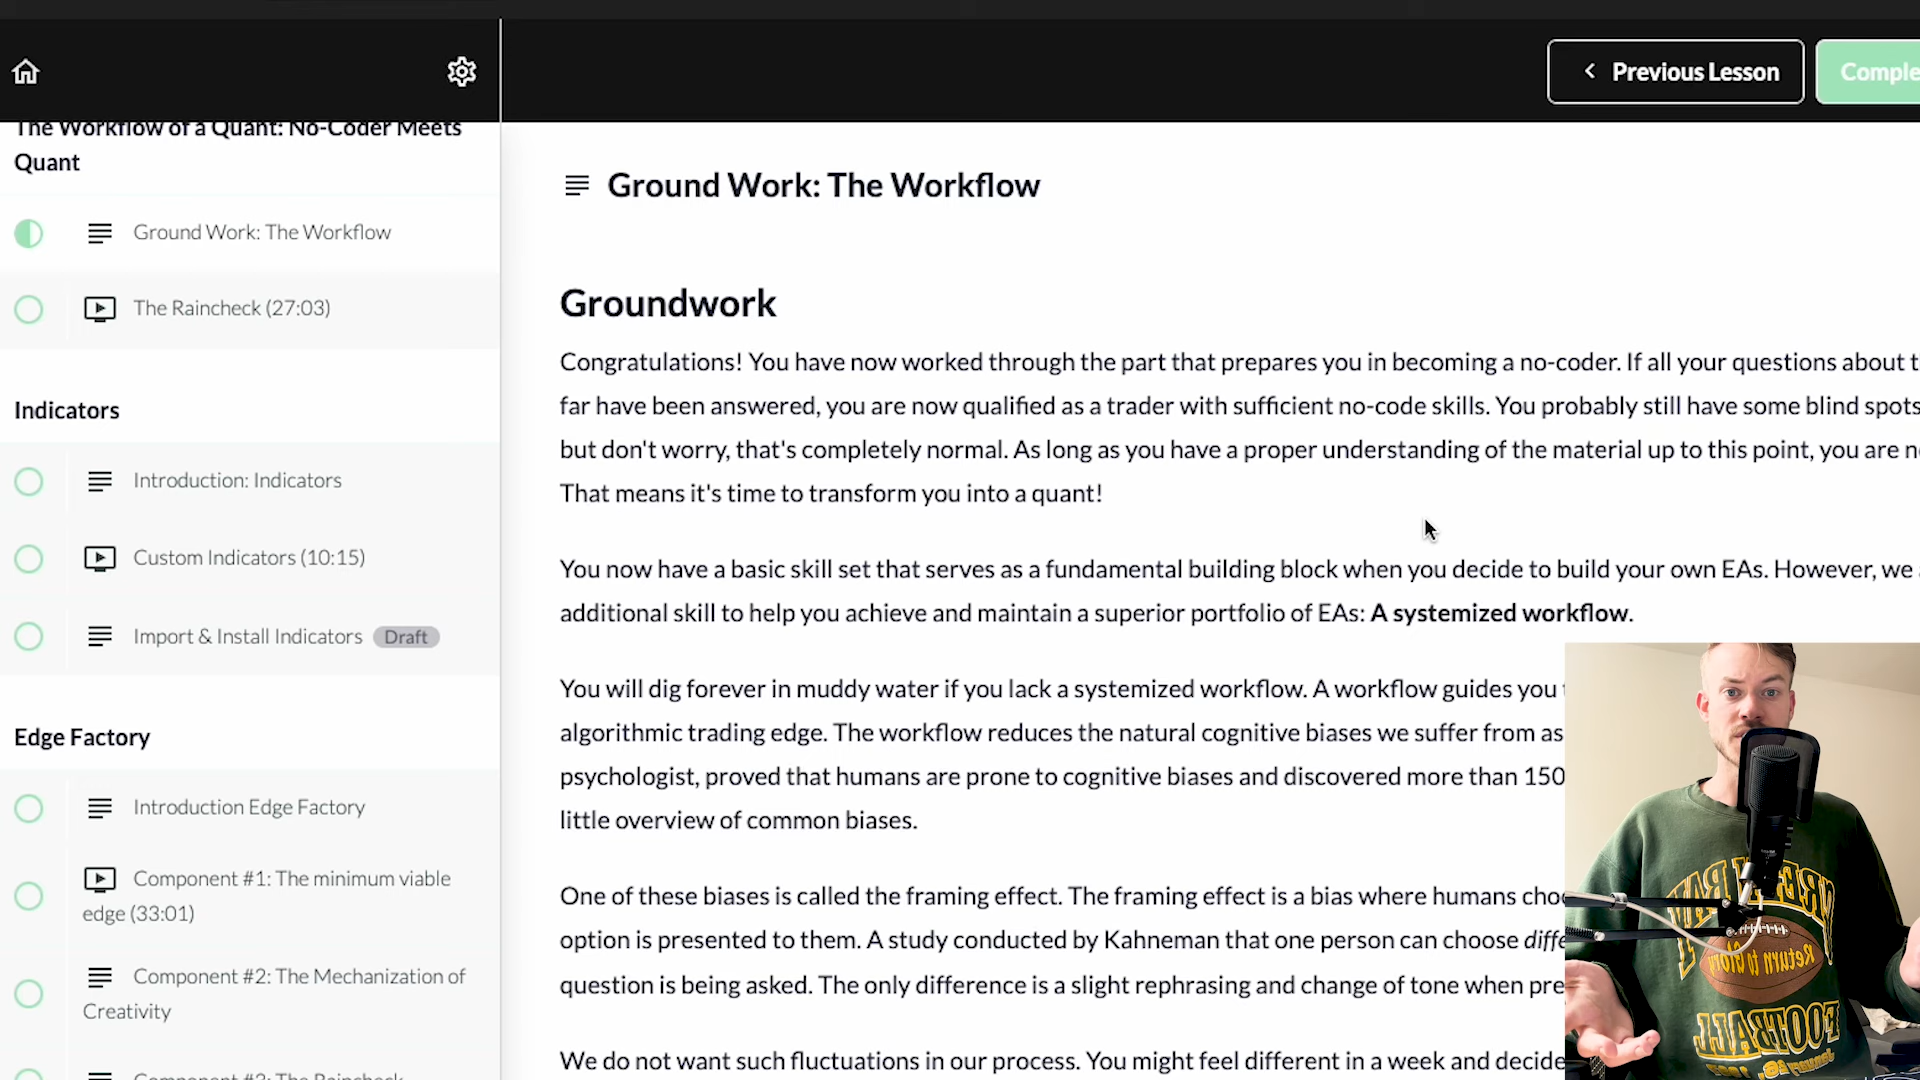 Previous Lesson
Comple
The Workflow of a Quant: No-Coder Meets
Quant
Ground Work: The Workflow
The Raincheck (27:03)
Indicators
Introduction: Indicators
Custom Indicators (10:15)
Import & Install Indicators Draft
Edge Factory
Introduction Edge Factory
Component #1: The minimum viable
edge (33:01)
Component #2: The Mechanization of
Creativity
Component #3: The Raincheck
Ground Work: The Workflow
Groundwork
Congratulations! You have now worked through the part that prepares you in becoming a no-coder. If all your questions about t
far have been answered, you are now qualified as a trader with sufficient no-code skills. You probably still have some blind spots
but don't worry, that's completely normal. As long as you have a proper understanding of the material up to this point, you are n
That means it's time to transform you into a quant!
You now have a basic skill set that serves as a fundamental building block when you decide to build your own EAs. However, we
additional skill to help you achieve and maintain a superior portfolio of EAs: A systemized workflow.
You will dig forever in muddy water if you lack a systemized workflow. A workflow guides you
algorithmic trading edge. The workflow reduces the natural cognitive biases we suffer from as
psychologist, proved that humans are prone to cognitive biases and discovered more than 150
little overview of common biases.
One of these biases is called the framing effect. The framing effect is a bias where humans cho
option is presented to them. A study conducted by Kahneman that one person can choose diffe
question is being asked. The only difference is a slight rephrasing and change of tone when pre
We do not want such fluctuations in our process. You might feel different in a week and decide
GREEN BAY
Return to Glory
FOOTBALL